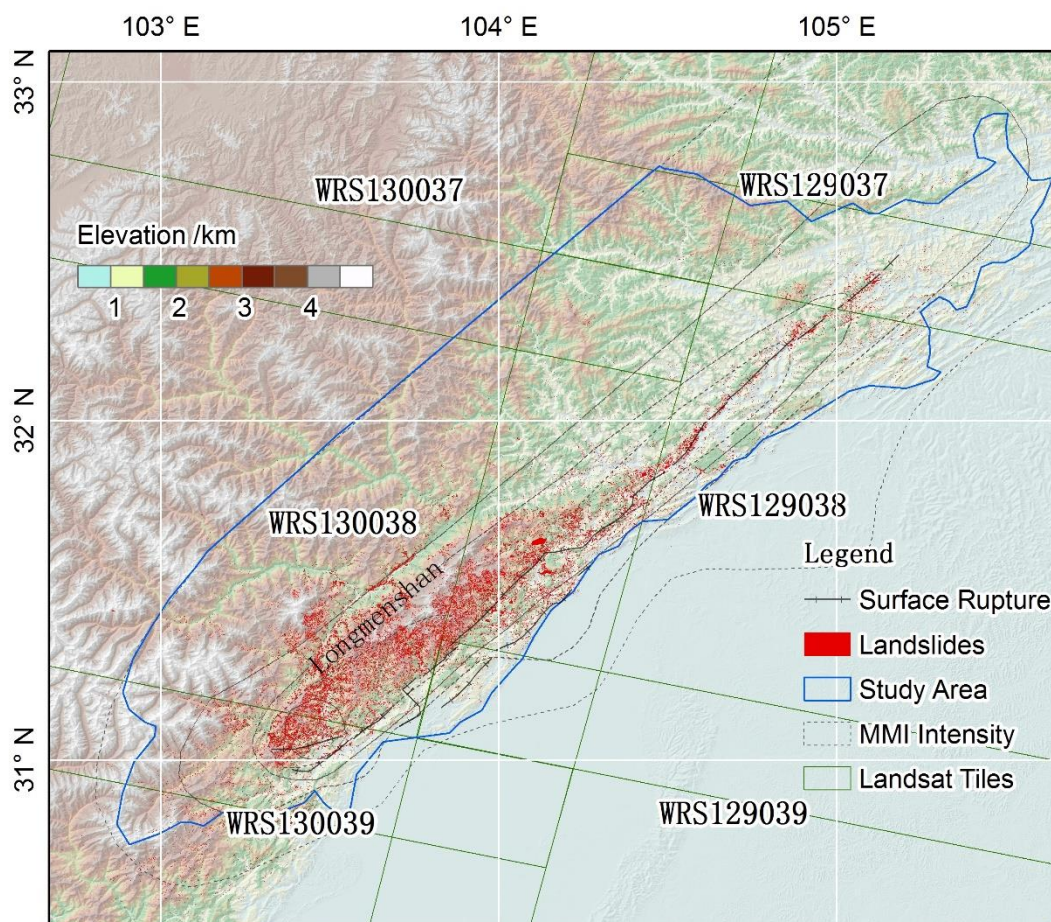 103° E 104° E 105° E
33° N
WRS130037
WRS129037
Elevation /km
1 2 3 4
32° N
WRS130038
WRS129038
Legend
Longmenshan
Surface Rupture
Landslides
Study Area
31° N
MMI Intensity
Landsat Tiles
WRS130039
WRS129039